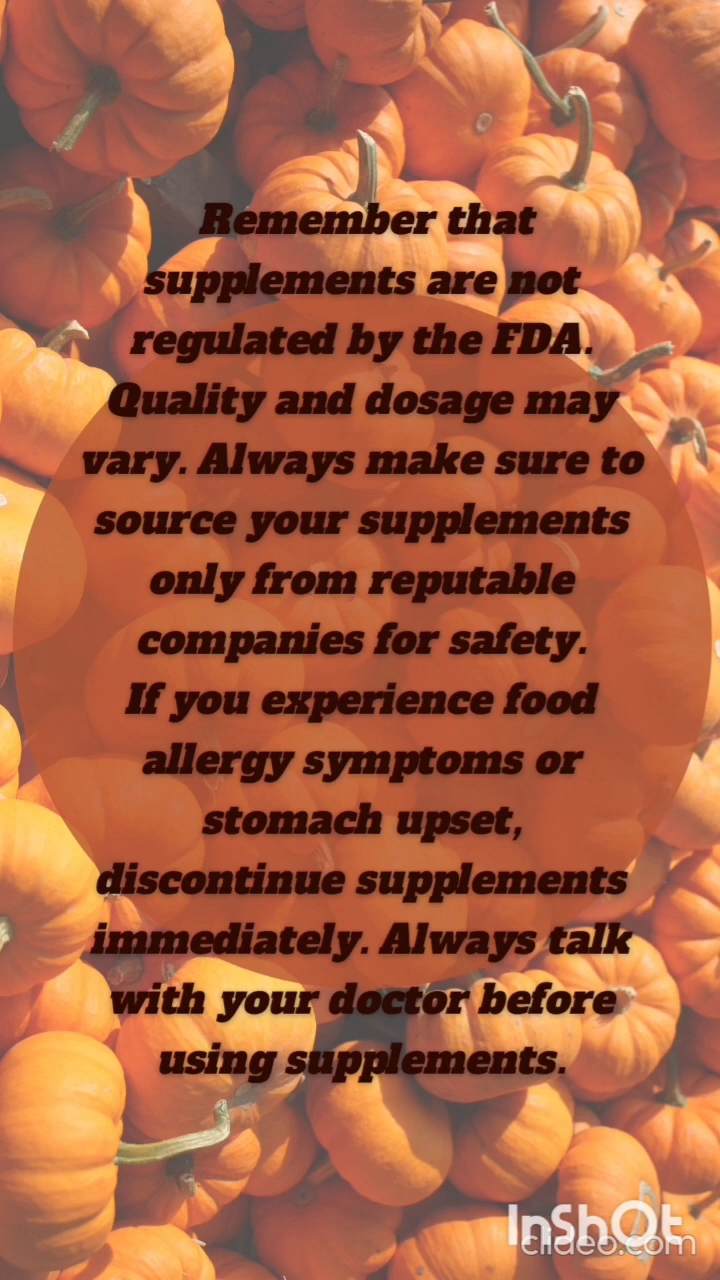 Remember that
supplements are not
regulated by the FDA.
Quality and dosage may
vary. Always make sure to
source your supplements
only from reputable
companies for safety.
If you experience food
allergy symptoms or
stomach upset,
discontinue supplements
immediately. Always talk
with your doctor before
using supplements.
InShOt
clideo.com